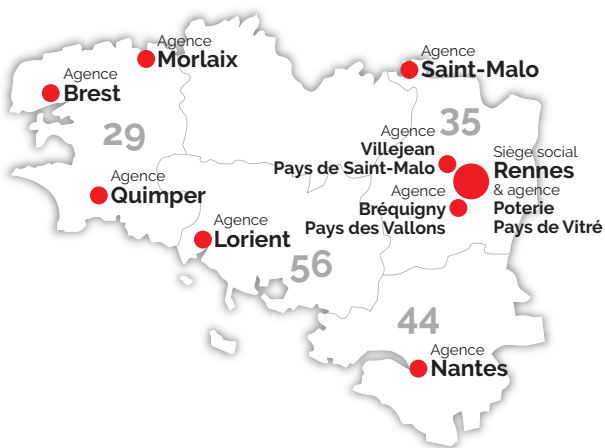 Agence
Morlaix
Agence
Brest
29
Agence
Quimper
Agence
Lorient
56
Agence
Saint-Malo
35
Agence
Villejean
Pays de Saint-Malo
Siège social
Rennes
& agence
Poterie
Pays de Vitré
Agence
Bréquigny
Pays des Vallons
44
Agence
Nantes